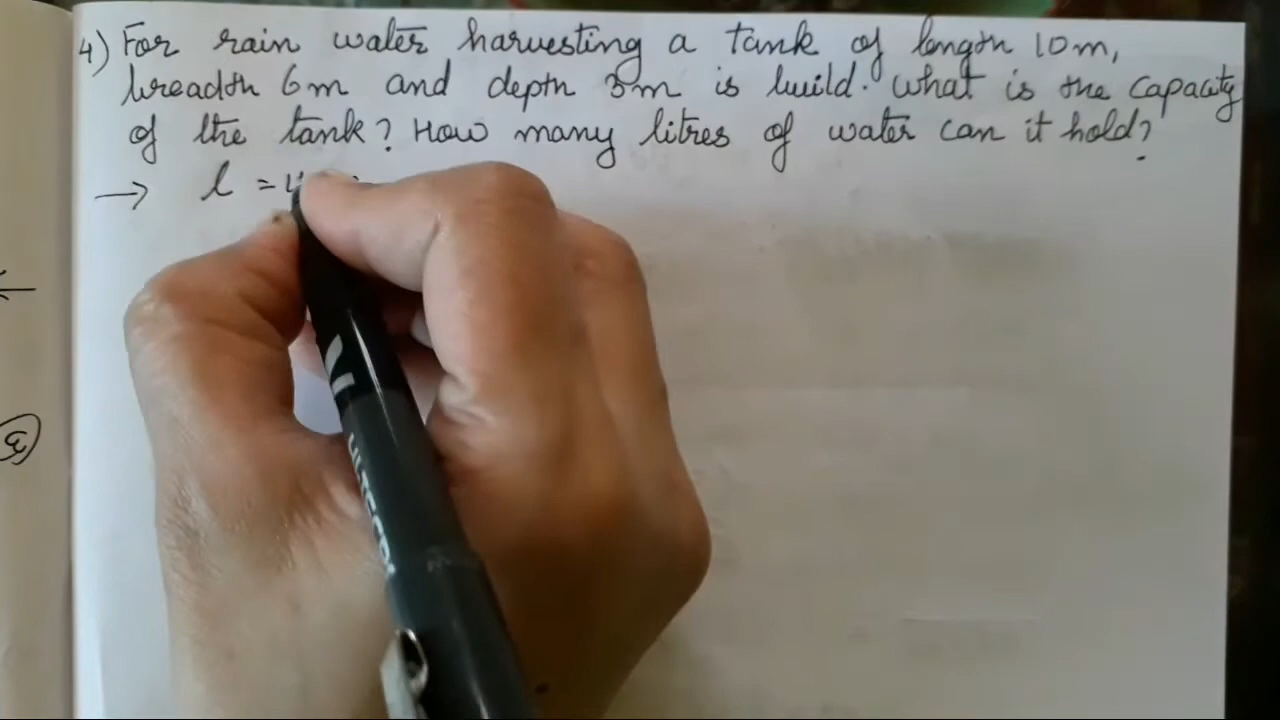 4) For rain water harvesting a tank of length 10m,
breadth 6m and depth 3m is build. What is the capacity
of the tank? How many litres of water can it hold?
→ l =